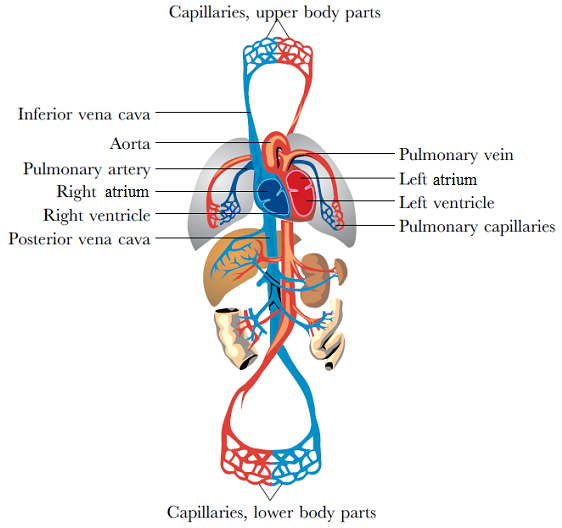 Capillaries, upper body parts
Inferior vena cava
Aorta
Pulmonary artery
Right atrium
Right ventricle
Posterior vena cava
Pulmonary vein
Left atrium
Left ventricle
Pulmonary capillaries
Capillaries, lower body parts